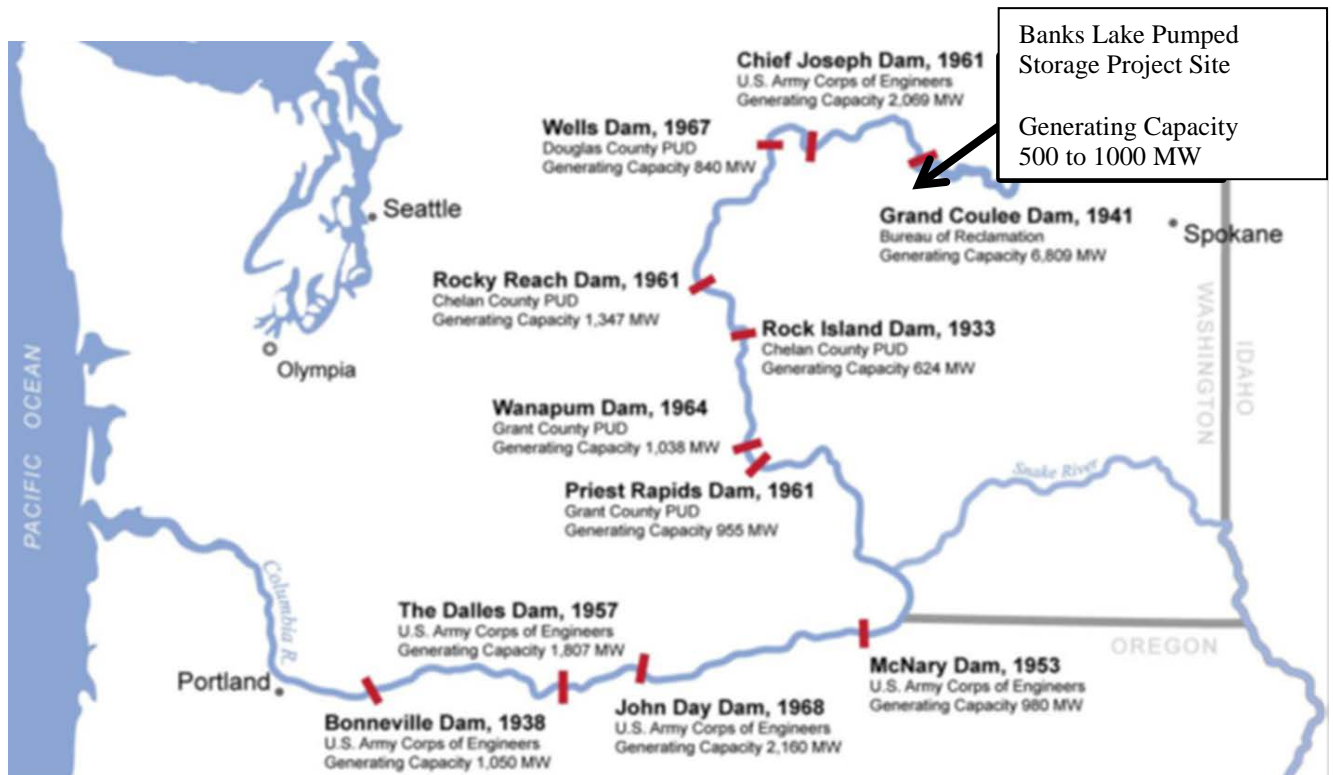 Banks Lake Pumped
Storage Project Site
Generating Capacity
500 to 1000 MW
Chief Joseph Dam, 1961
U.S. Army Corps of Engineers
Generating Capacity 2,069 MW
Wells Dam, 1967
Douglas County PUD
Generating Capacity 840 MW
Grand Coulee Dam, 1941
Bureau of Reclamation
Generating Capacity 6,809 MW
Seattle
Spokane
Rocky Reach Dam, 1961
Chelan County PUD
Generating Capacity 1,347 MW
WASHINGTON
IDAHO
Rock Island Dam, 1933
Chelan County PUD
Generating Capacity 624 MW
Olympia
PACIFIC OCEAN
Wanapum Dam, 1964
Grant County PUD
Generating Capacity 1,038 MW
Snake River
Priest Rapids Dam, 1961
Grant County PUD
Generating Capacity 955 MW
Columbia R.
The Dalles Dam, 1957
U.S. Army Corps of Engineers
Generating Capacity 1,807 MW
OREGON
Portland
McNary Dam, 1953
U.S. Army Corps of Engineers
Generating Capacity 980 MW
John Day Dam, 1968
U.S. Army Corps of Engineers
Generating Capacity 2,160 MW
Bonneville Dam, 1938
U.S. Army Corps of Engineers
Generating Capacity 1,050 MW